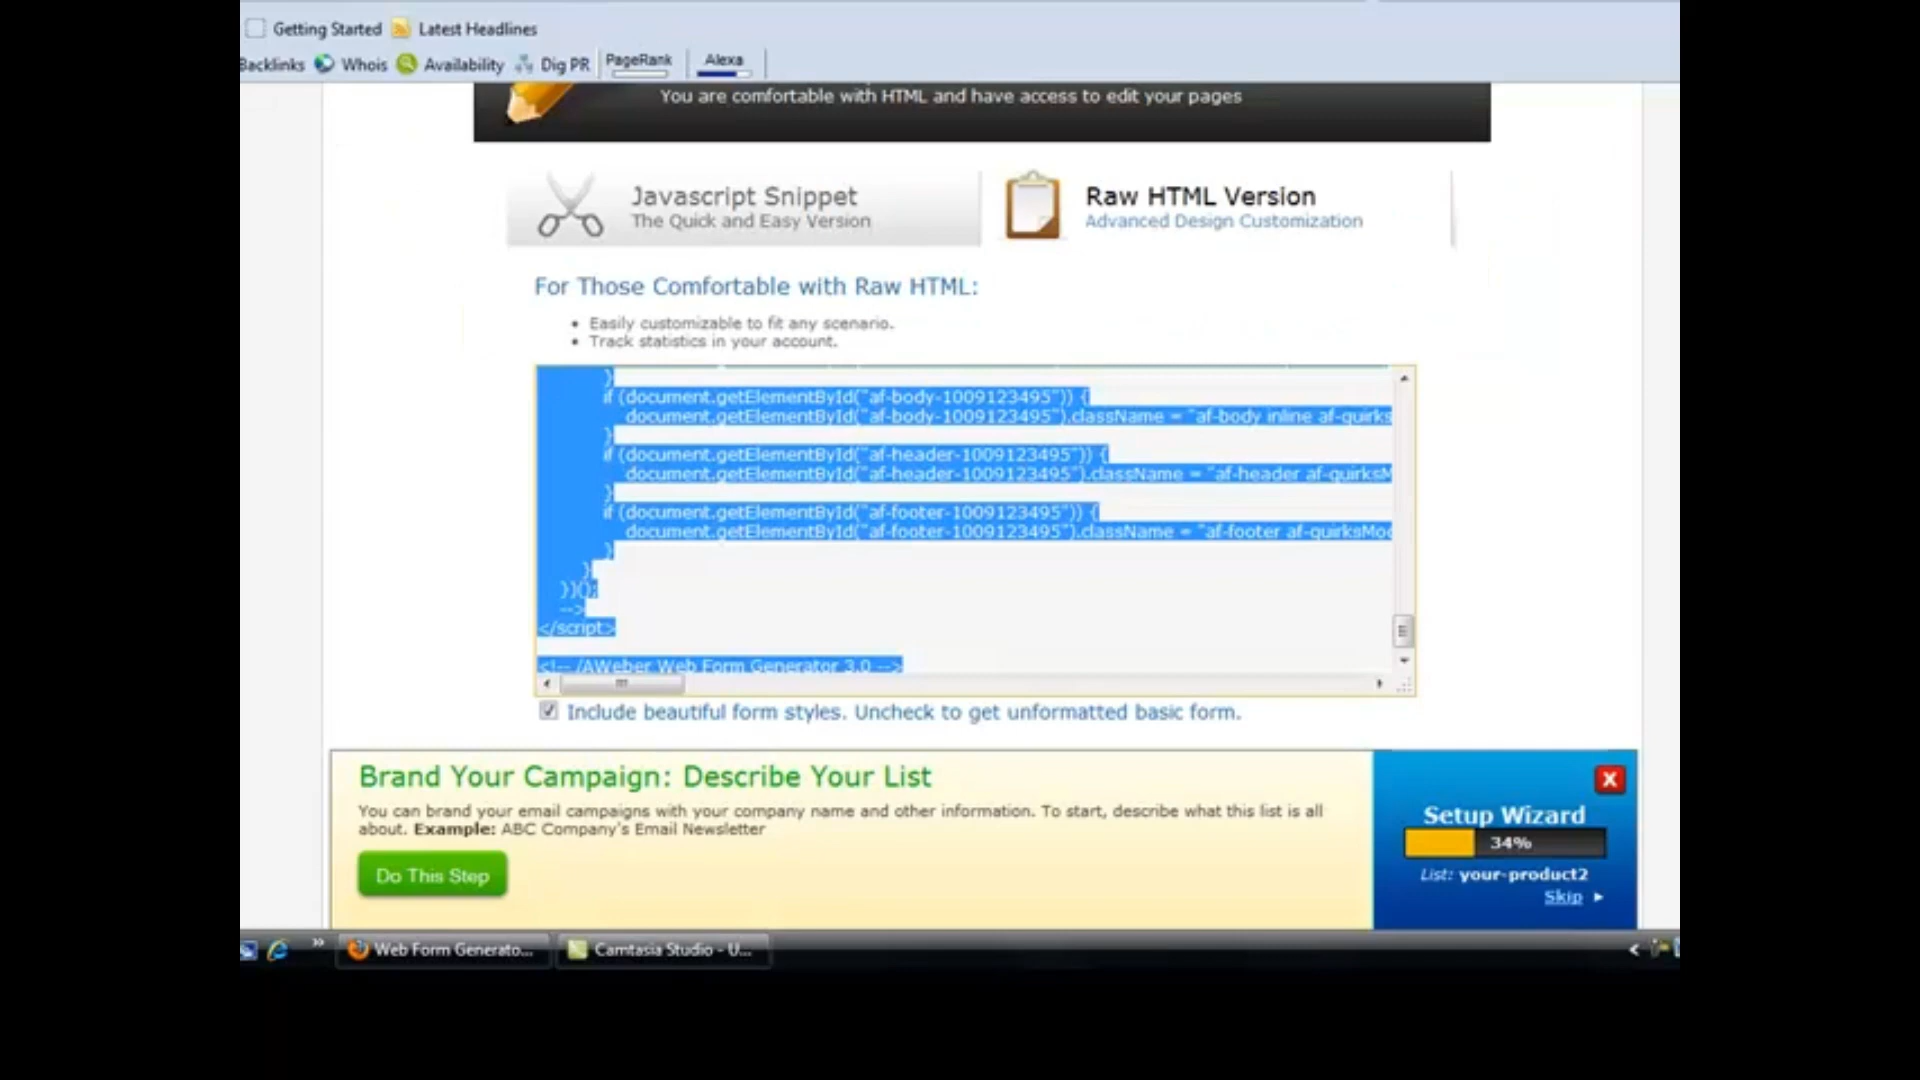 Getting Started Latest Headlines
Backlinks Whois Availability Dig PR PageRank Alexa
You are comfortable with HTML and have access to edit your pages
Javascript Snippet
The Quick and Easy Version
Raw HTML Version
Advanced Design Customization
For Those Comfortable with Raw HTML:
• Easily customizable to fit any scenario.
• Track statistics in your account.
}
if (document.getElementById("af-body-1009123495")) {
document.getElementById("af-body-1009123495").className = "af-body inline af-quirks
}
if (document.getElementById("af-header-1009123495")) {
document.getElementById("af-header-1009123495").className = "af-header af-quirksM
}
if (document.getElementById("af-footer-1009123495")) {
document.getElementById("af-footer-1009123495").className = "af-footer af-quirksMod
}
}
})();
-->
</script>
<!-- /AWeber Web Form Generator 3.0 -->
Include beautiful form styles. Uncheck to get unformatted basic form.
Brand Your Campaign: Describe Your List
You can brand your email campaigns with your company name and other information. To start, describe what this list is all
about. Example: ABC Company's Email Newsletter
Do This Step
Setup Wizard
34%
List: your-product2
Skip
Web Form Generato... Camtasia Studio - U...